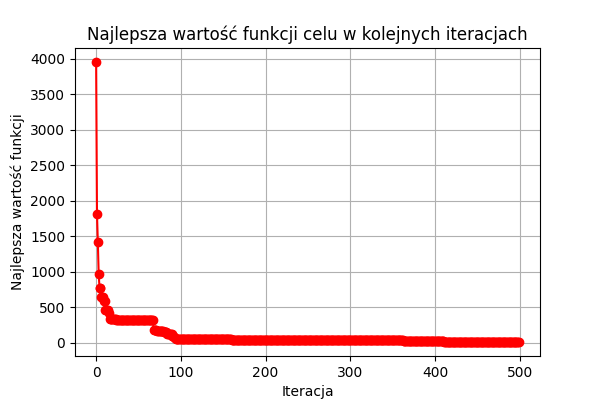 Najlepsza wartość funkcji celu w kolejnych iteracjach
Najlepsza wartość funkcji
4000
3500
3000
2500
2000
1500
1000
500
0
0 100 200 300 400 500
Iteracja